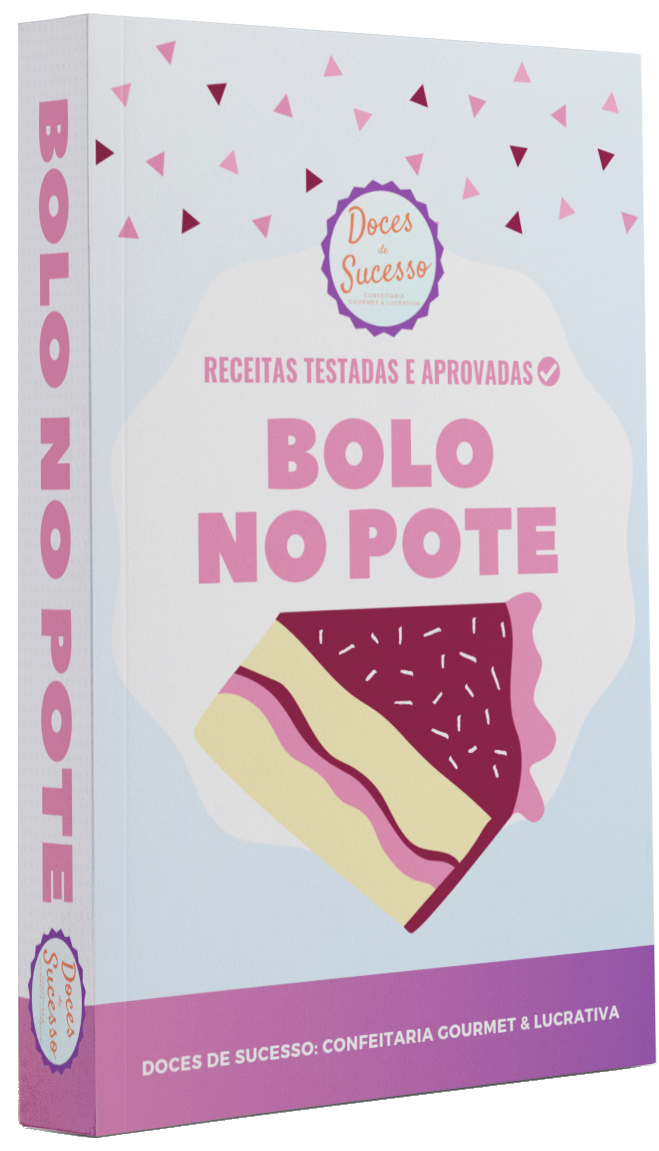 BOLO NO POTE
Doces
de
Sucesso
Doces
de
Sucesso
CONFEITARIA
GOURMET & LUCRATIVA
RECEITAS TESTADAS E APROVADAS
BOLO
NO POTE
DOCES DE SUCESSO: CONFEITARIA GOURMET & LUCRATIVA